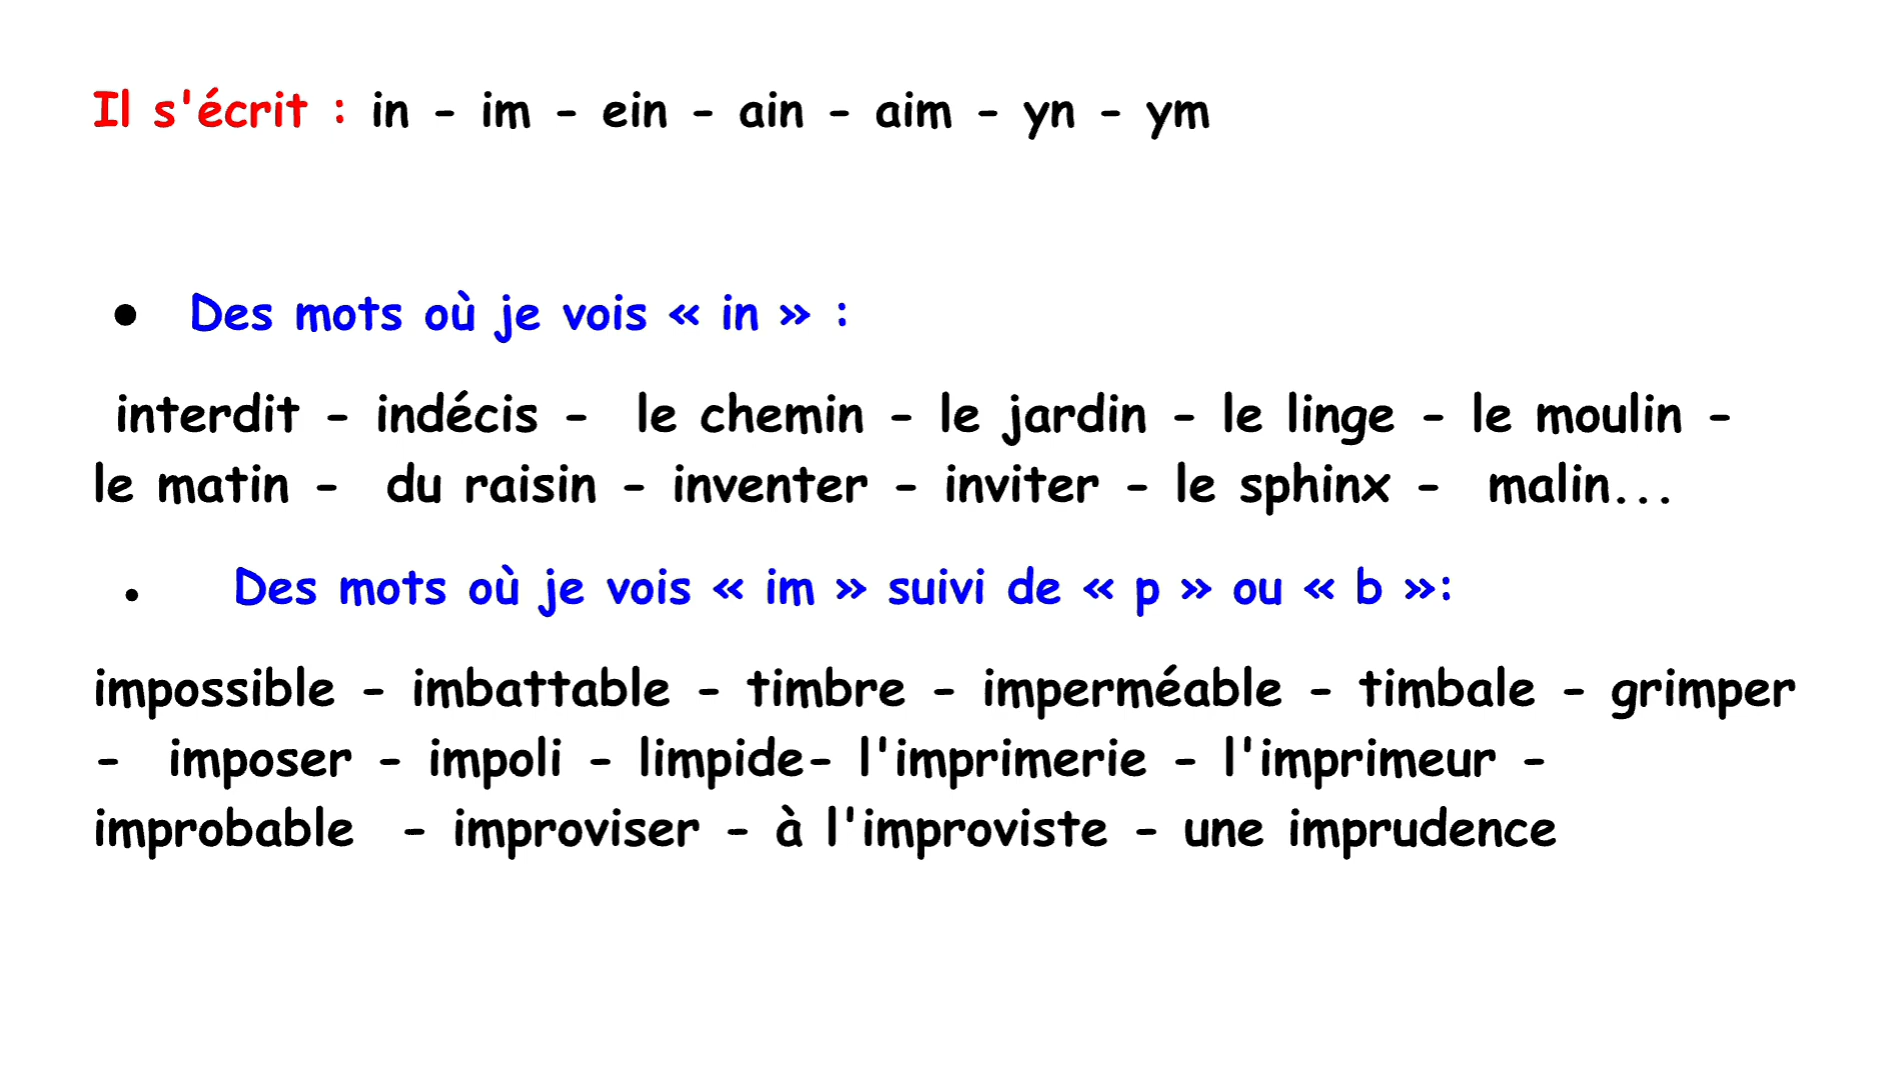 Il s'écrit : in - im - ein - ain - aim - yn - ym
● Des mots où je vois « in » :
interdit - indécis - le chemin - le jardin - le linge - le moulin -
le matin - du raisin - inventer - inviter - le sphinx - malin...
• Des mots où je vois « im » suivi de « p » ou « b »:
impossible - imbattable - timbre - imperméable - timbale - grimper
- imposer - impoli - limpide- l'imprimerie - l'imprimeur -
improbable - improviser - à l'improviste - une imprudence